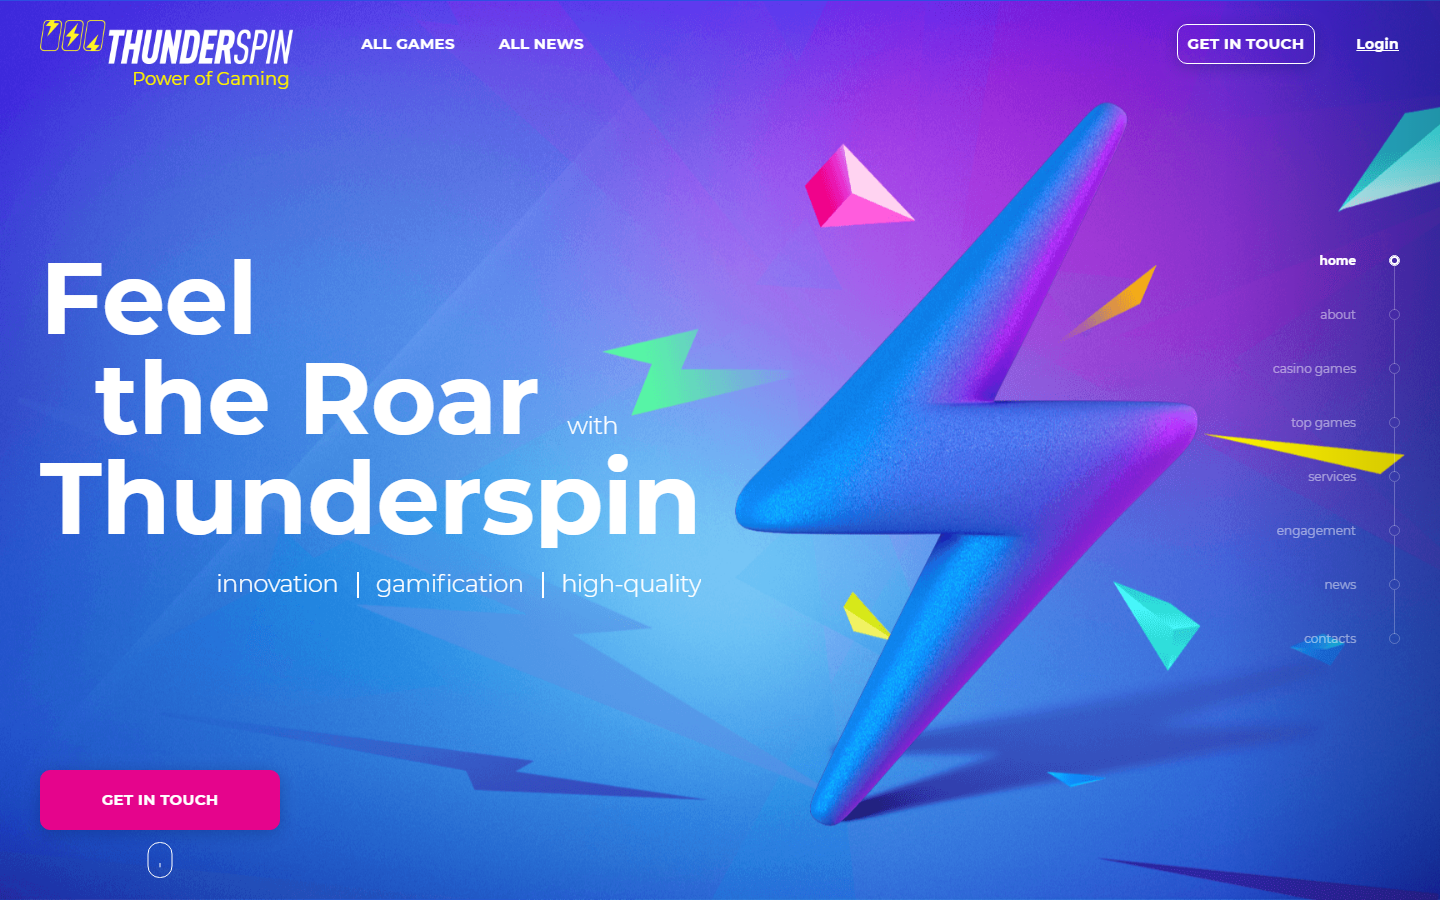 THUNDERSPIN
Power of Gaming
ALL GAMES
ALL NEWS
GET IN TOUCH
Login
Feel
the Roar with
Thunderspin
innovation | gamification | high-quality
home
about
casino games
top games
services
engagement
news
contacts
GET IN TOUCH